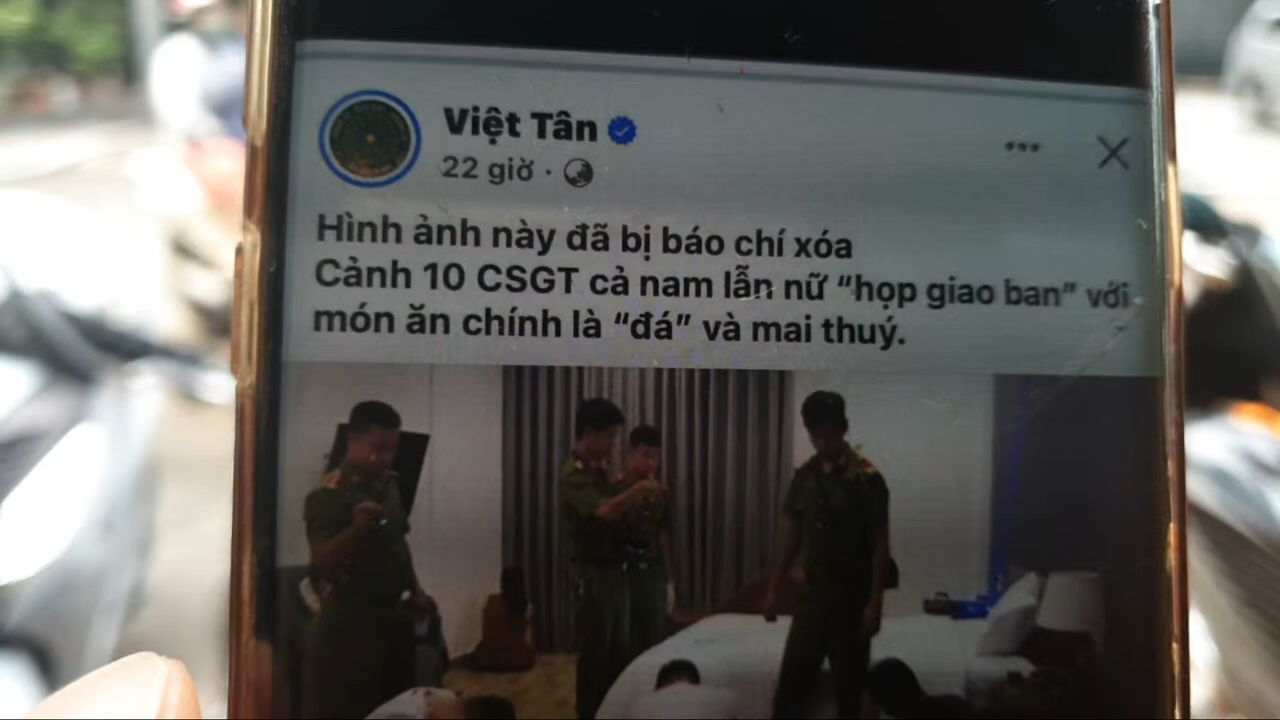 Việt Tân
22 giờ ·
Hình ảnh này đã bị báo chí xóa
Cảnh 10 CSGT cả nam lẫn nữ “họp giao ban” với
món ăn chính là “đá” và mai thuý.